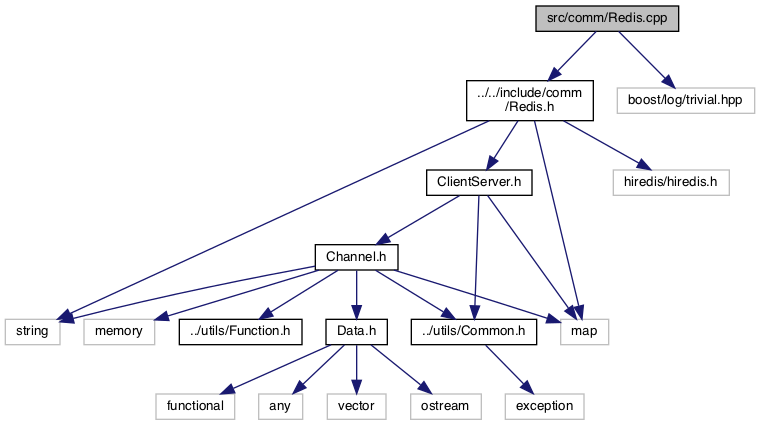 src/comm/Redis.cpp
../../include/comm
/Redis.h
boost/log/trivial.hpp
ClientServer.h
hiredis/hiredis.h
Channel.h
string
memory
../utils/Function.h
Data.h
../utils/Common.h
map
functional
any
vector
ostream
exception